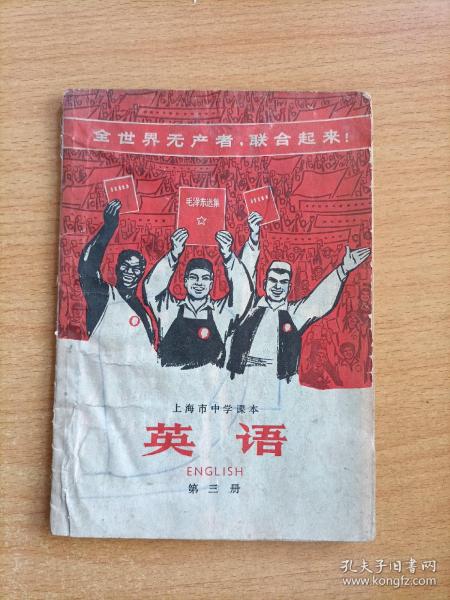 全世界无产者，联合起来！
毛泽东选集
上海市中学课本
英语
ENGLISH
第三册
孔夫子旧书网
www.kongfz.com